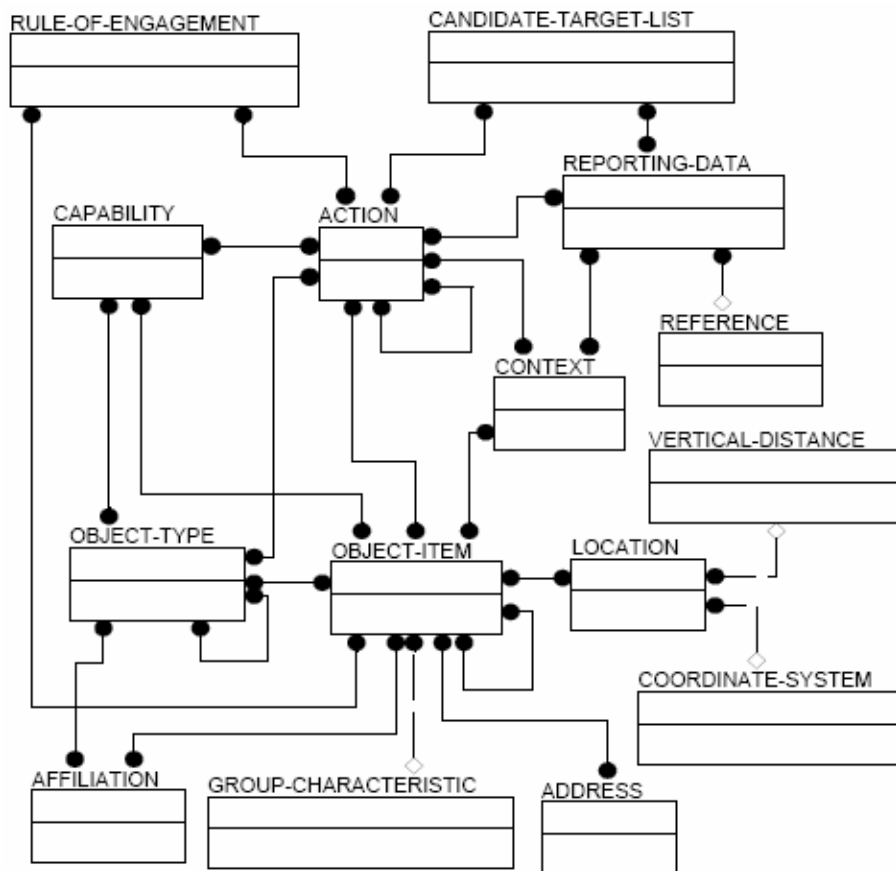 RULE-OF-ENGAGEMENT
CANDIDATE-TARGET-LIST
REPORTING-DATA
CAPABILITY
ACTION
REFERENCE
CONTEXT
VERTICAL-DISTANCE
OBJECT-TYPE
OBJECT-ITEM
LOCATION
COORDINATE-SYSTEM
AFFILIATION
GROUP-CHARACTERISTIC
ADDRESS